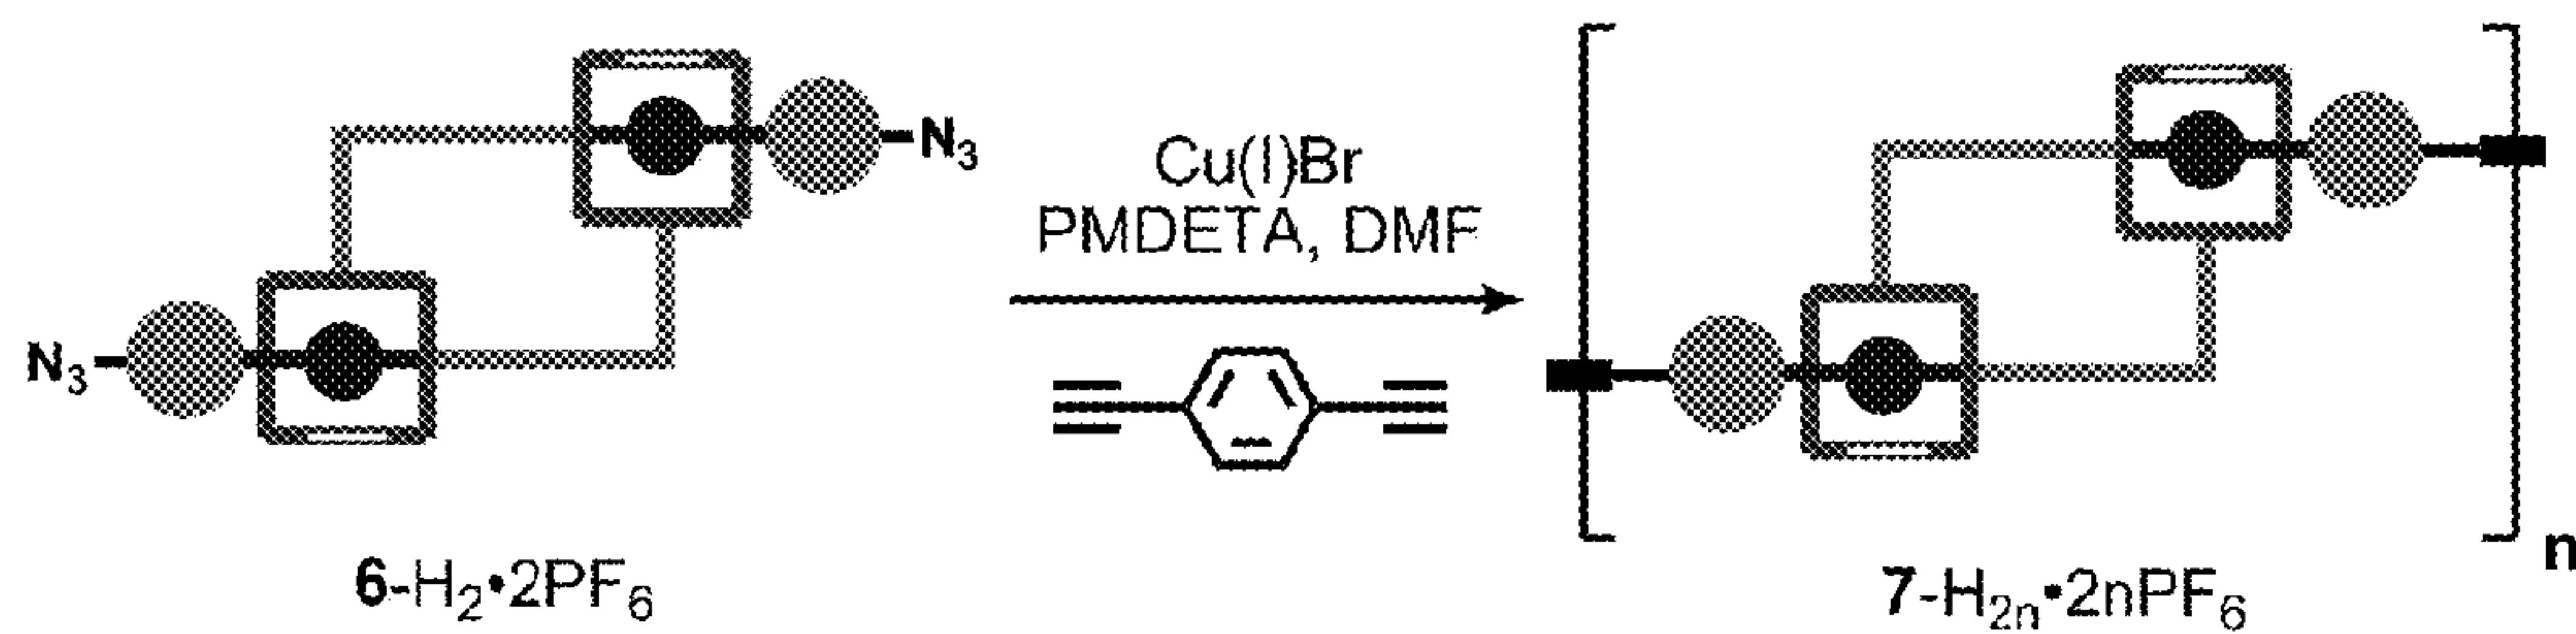 N₃
Cu(I)Br
PMDETA, DMF
N₃
n
6-H₂•2PF₆
7-H₂ₙ•2nPF₆